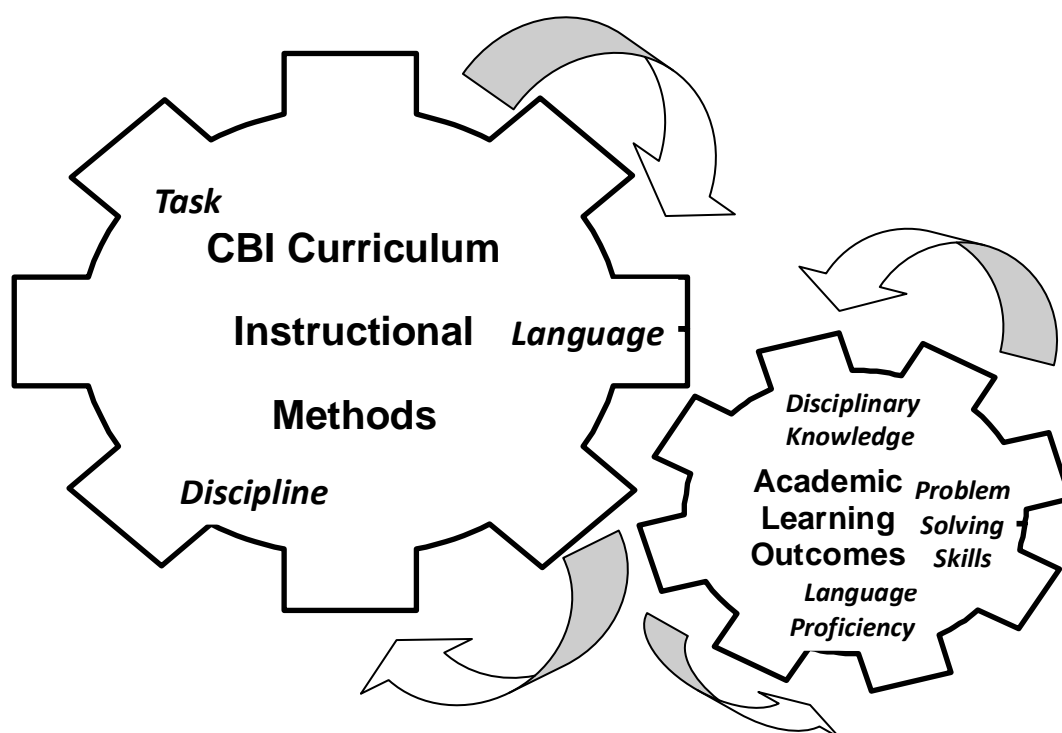 Task
CBI Curriculum
Instructional
Language
Methods
Discipline
Disciplinary
Knowledge
Academic
Learning
Outcomes
Problem
Solving
Skills
Language
Proficiency